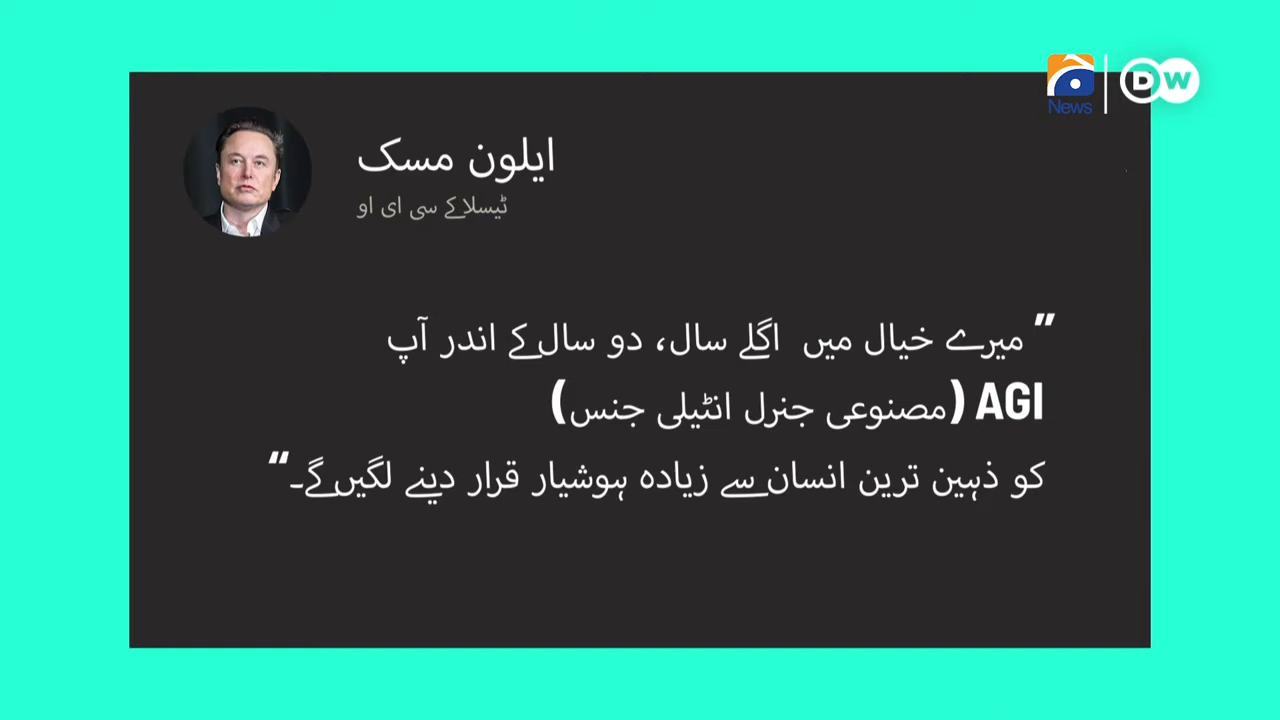 News
DW
ایلون مسک
ٹیسلا کے سی ای او
”میرے خیال میں اگلے سال، دو سال کے اندر آپ
AGI (مصنوعی جنرل انٹیلی جنس)
کو ذہین ترین انسان سے زیادہ ہوشیار قرار دینے لگیں گے۔“